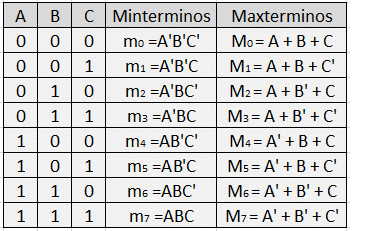 A B C Minterminos Maxterminos
0 0 0 m0 =A'B'C' M0 = A + B + C
0 0 1 m1 =A'B'C M1 = A + B + C'
0 1 0 m2 =A'BC' M2 = A + B' + C
0 1 1 m3 =A'BC M3 = A + B' + C'
1 0 0 m4 =AB'C' M4 = A' + B + C
1 0 1 m5 =AB'C M5 = A' + B + C'
1 1 0 m6 =ABC' M6 = A' + B' + C
1 1 1 m7 =ABC M7 = A' + B' + C'